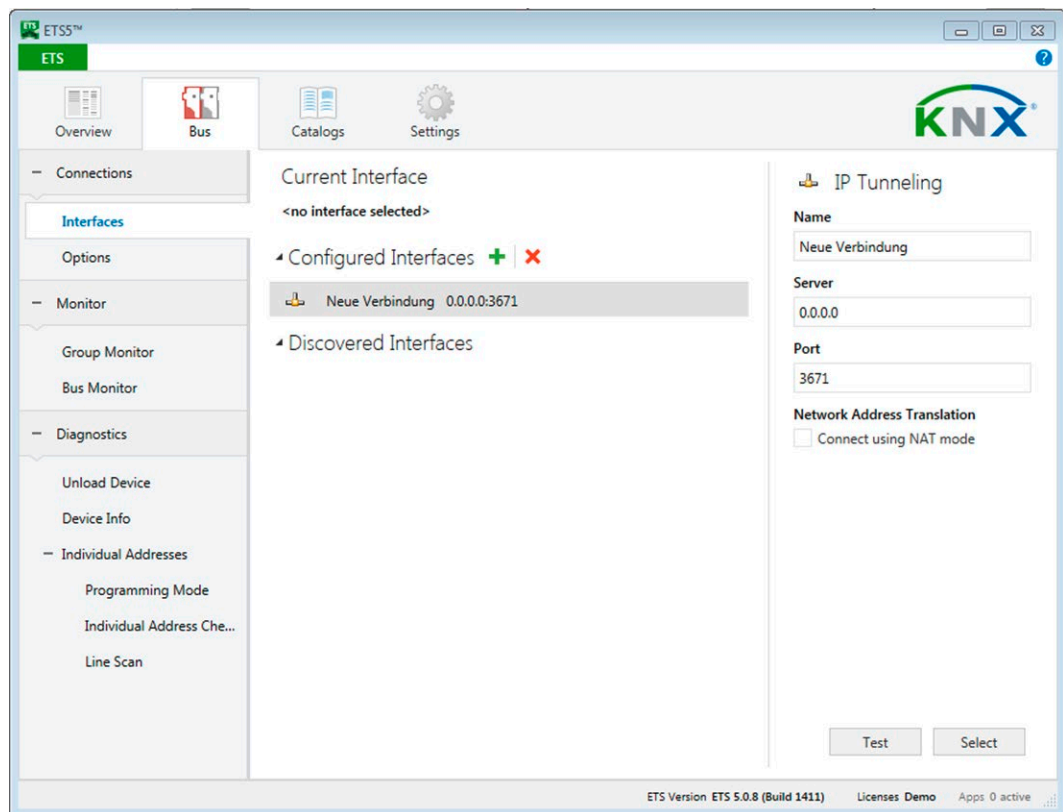 ETS ETS5™
ETS
?
Overview
Bus
Catalogs
Settings
KNX®
Connections
Interfaces
Options
Monitor
Group Monitor
Bus Monitor
Diagnostics
Unload Device
Device Info
Individual Addresses
Programming Mode
Individual Address Che...
Line Scan
Current Interface
<no interface selected>
Configured Interfaces
Neue Verbindung 0.0.0.0:3671
Discovered Interfaces
IP Tunneling
Name
Neue Verbindung
Server
0.0.0.0
Port
3671
Network Address Translation
Connect using NAT mode
Test
Select
ETS Version ETS 5.0.8 (Build 1411) Licenses Demo Apps 0 active